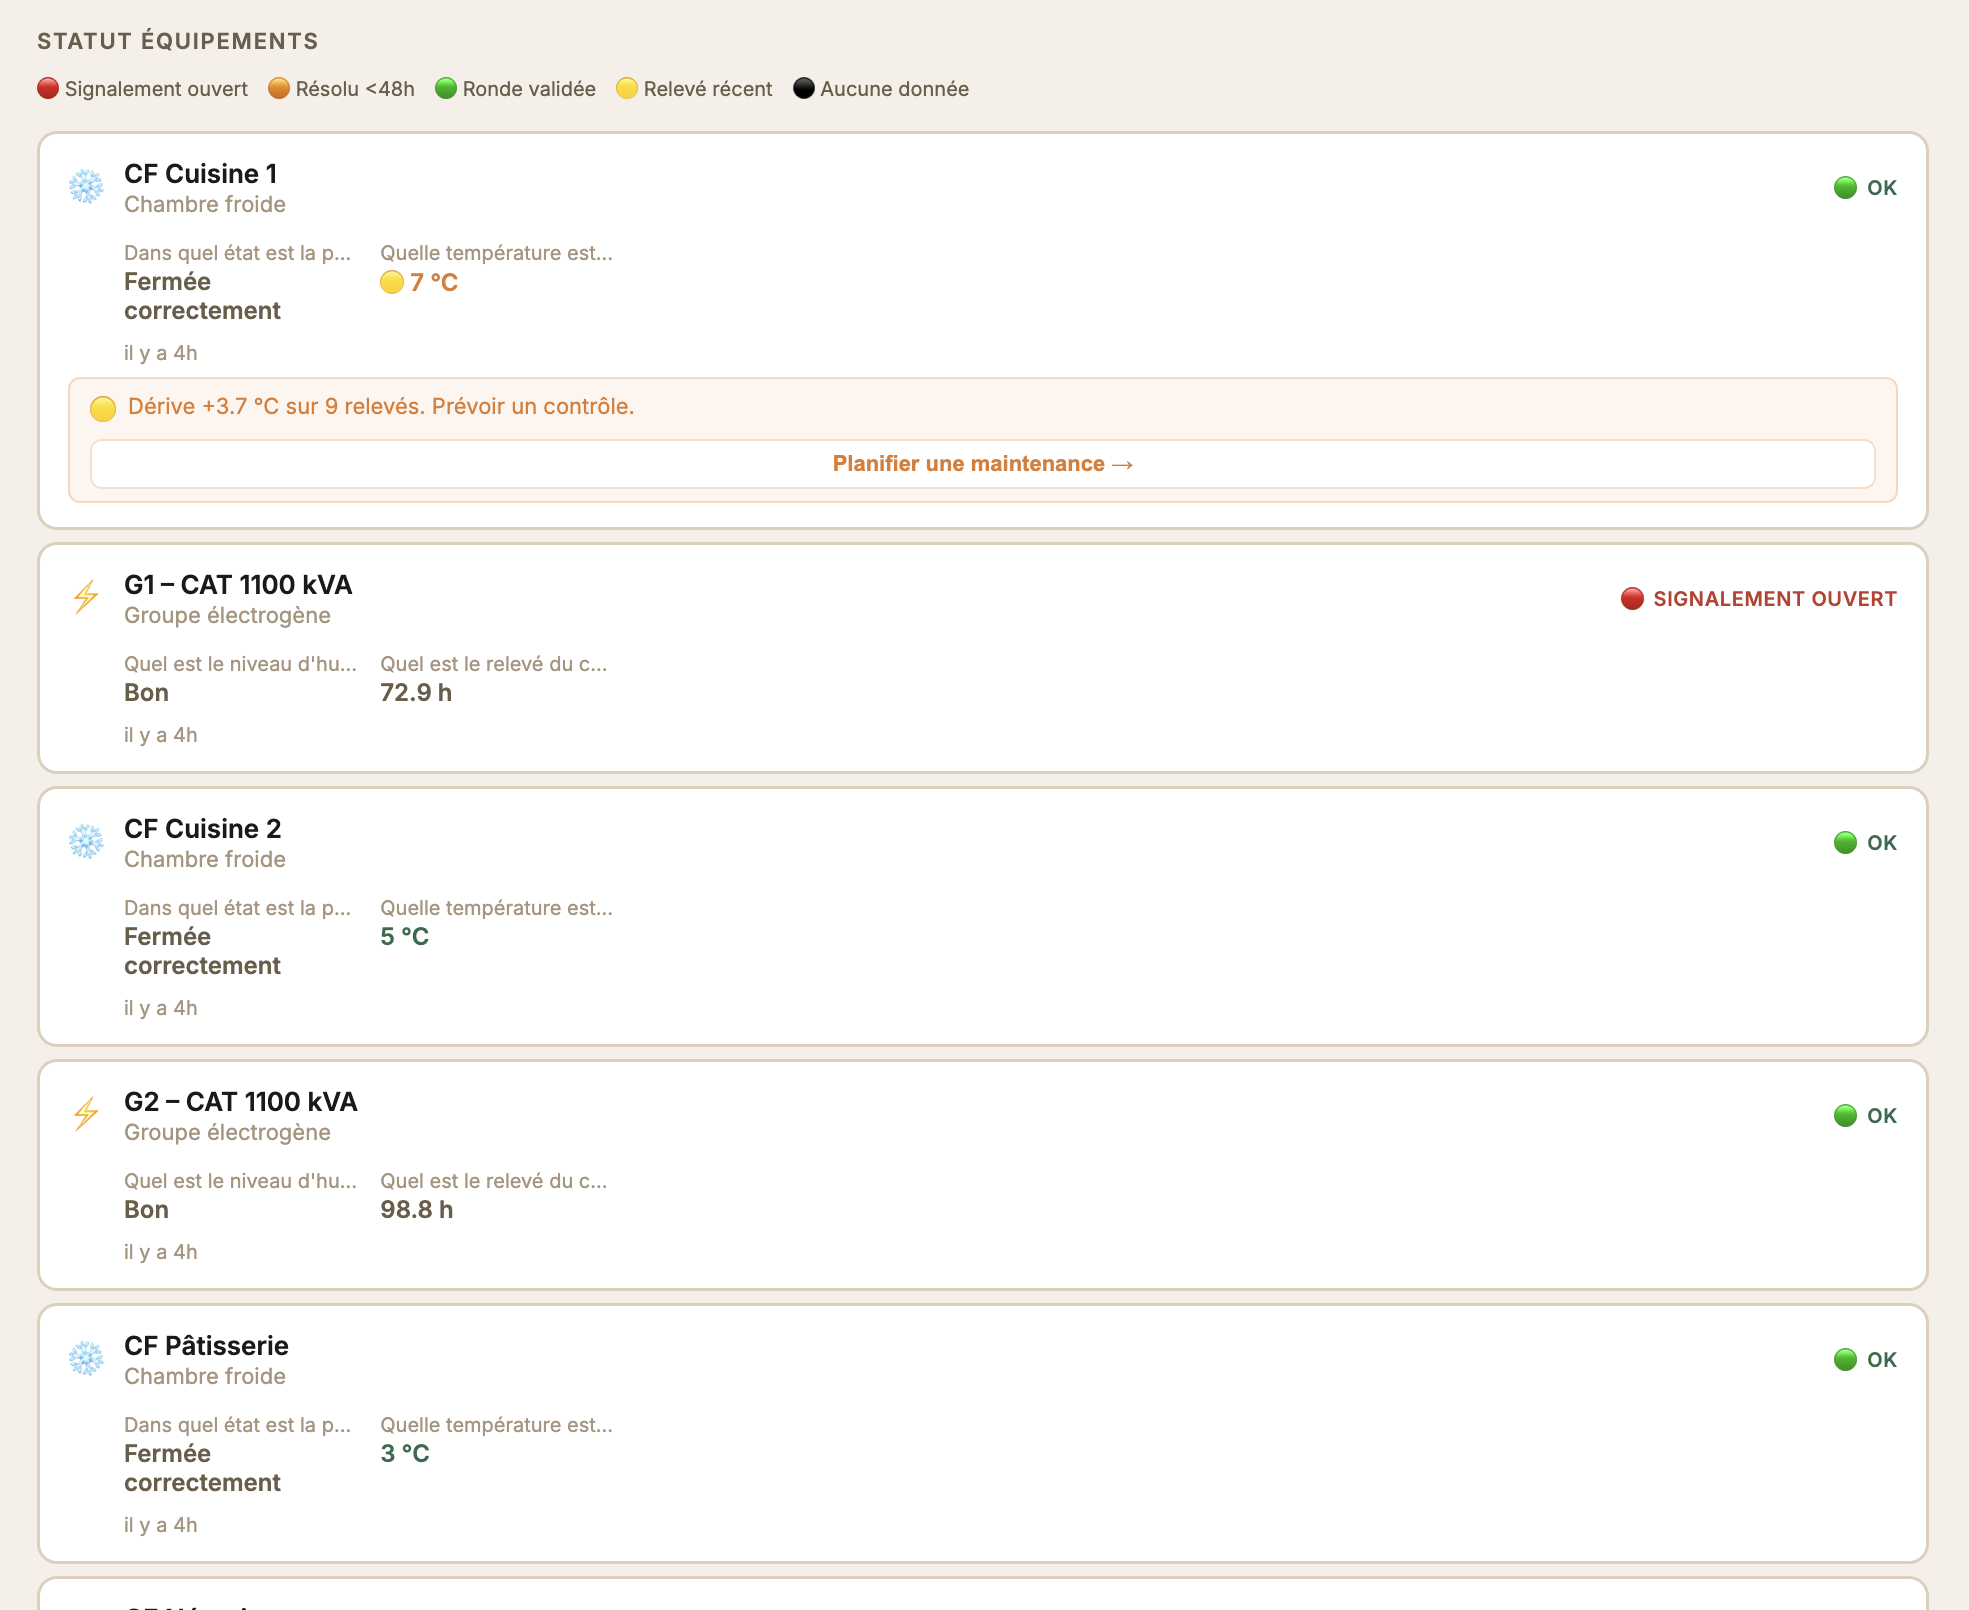 STATUT ÉQUIPEMENTS
Signalement ouvert Résolu <48h Ronde validée Relevé récent Aucune donnée
CF Cuisine 1
OK
Chambre froide
Dans quel état est la p... Quelle température est...
Fermée correctement 7 °C
il y a 4h
Dérive +3.7 °C sur 9 relevés. Prévoir un contrôle.
Planifier une maintenance →
G1 – CAT 1100 kVA
SIGNALEMENT OUVERT
Groupe électrogène
Quel est le niveau d'hu... Quel est le relevé du c...
Bon 72.9 h
il y a 4h
CF Cuisine 2
OK
Chambre froide
Dans quel état est la p... Quelle température est...
Fermée correctement 5 °C
il y a 4h
G2 – CAT 1100 kVA
OK
Groupe électrogène
Quel est le niveau d'hu... Quel est le relevé du c...
Bon 98.8 h
il y a 4h
CF Pâtisserie
OK
Chambre froide
Dans quel état est la p... Quelle température est...
Fermée correctement 3 °C
il y a 4h